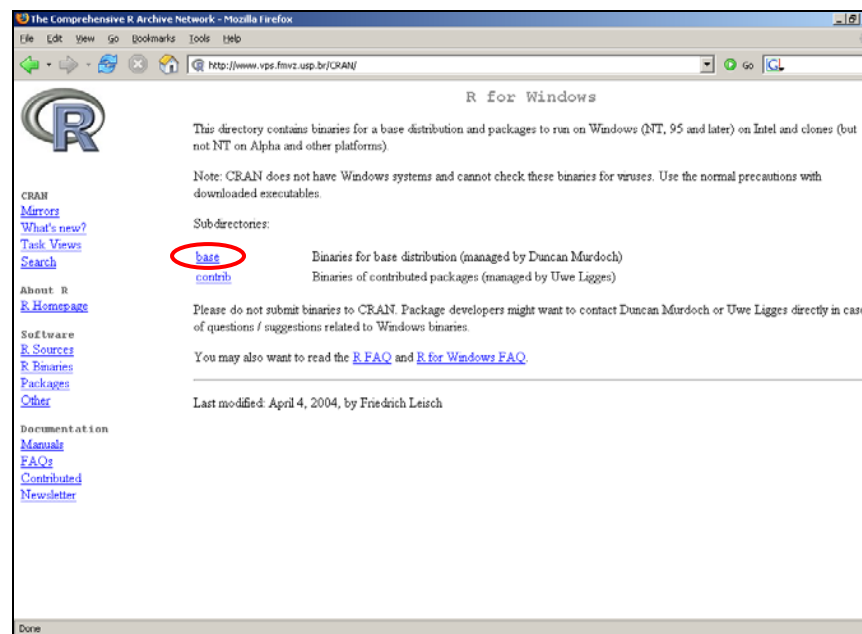 The Comprehensive R Archive Network - Mozilla Firefox
File Edit View Go Bookmarks Tools Help
http://www.vps.fmvz.usp.br/CRAN/
Go
G
R
R for Windows
This directory contains binaries for a base distribution and packages to run on Windows (NT, 95 and later) on Intel and clones (but
not NT on Alpha and other platforms).
Note: CRAN does not have Windows systems and cannot check these binaries for viruses. Use the normal precautions with
downloaded executables.
Subdirectories:
base Binaries for base distribution (managed by Duncan Murdoch)
contrib Binaries of contributed packages (managed by Uwe Ligges)
Please do not submit binaries to CRAN. Package developers might want to contact Duncan Murdoch or Uwe Ligges directly in case
of questions / suggestions related to Windows binaries.
You may also want to read the R FAQ and R for Windows FAQ.
Last modified: April 4, 2004, by Friedrich Leisch
CRAN
Mirrors
What's new?
Task Views
Search
About R
R Homepage
Software
R Sources
R Binaries
Packages
Other
Documentation
Manuals
FAQs
Contributed
Newsletter
Done